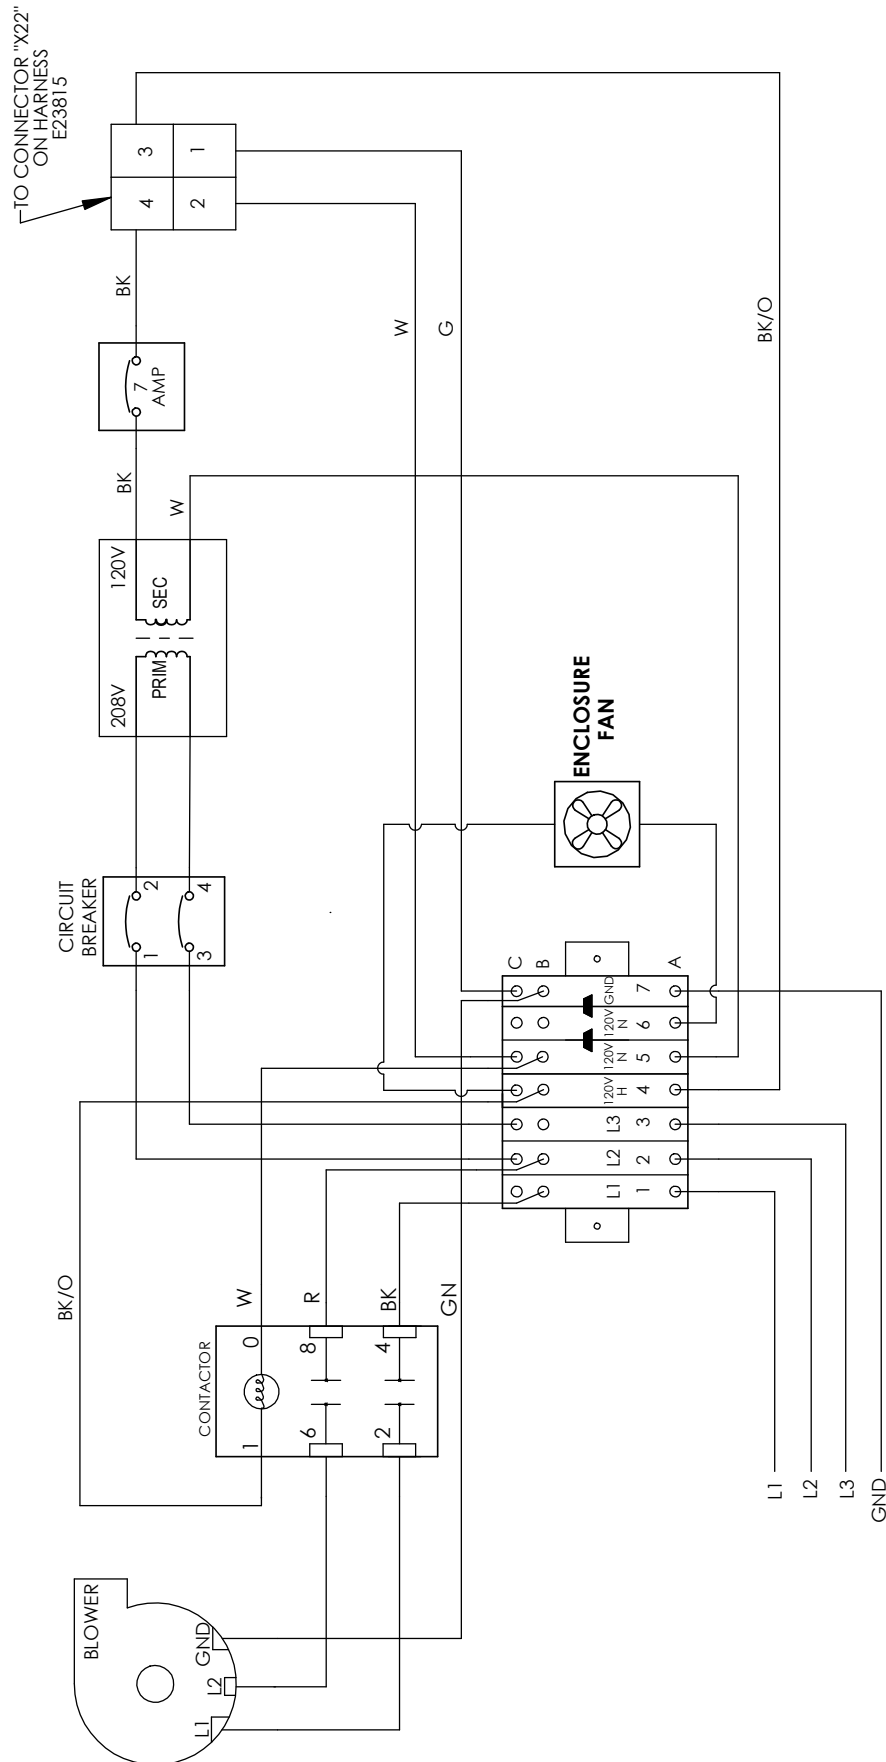 TO CONNECTOR "X22"
ON HARNESS
E23815
3
1
4
2
BK
7
AMP
BK
W
W
G
BK/O
120V
SEC
208V
PRIM
ENCLOSURE
FAN
CIRCUIT
BREAKER
2
4
1
3
C
B
A
GND
7
120V
N
6
120V
N
5
120V
H
4
L3
3
L2
2
L1
1
BK/O
W
R
BK
GN
CONTACTOR
0
8
4
1
6
2
BLOWER
GND
L2
L1
L1
L2
L3
GND